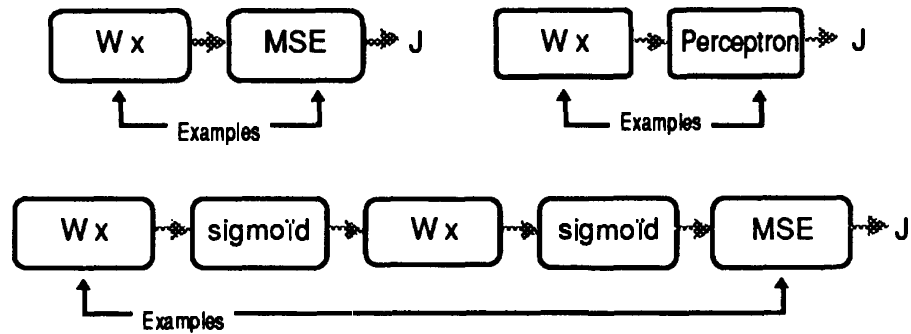 W x MSE J
Examples
W x Perceptron J
Examples
W x sigmoïd W x sigmoïd MSE J
Examples